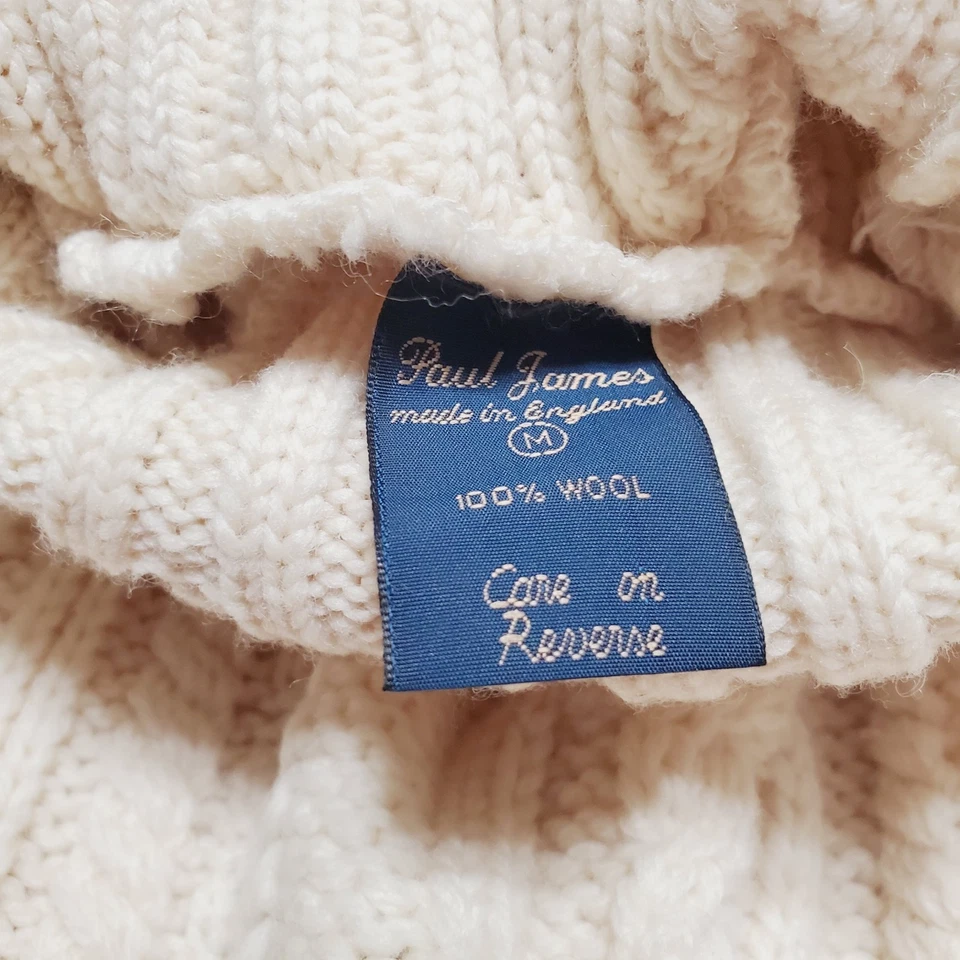 Paul James
made in England
M
100% WOOL
Care on
Reverse